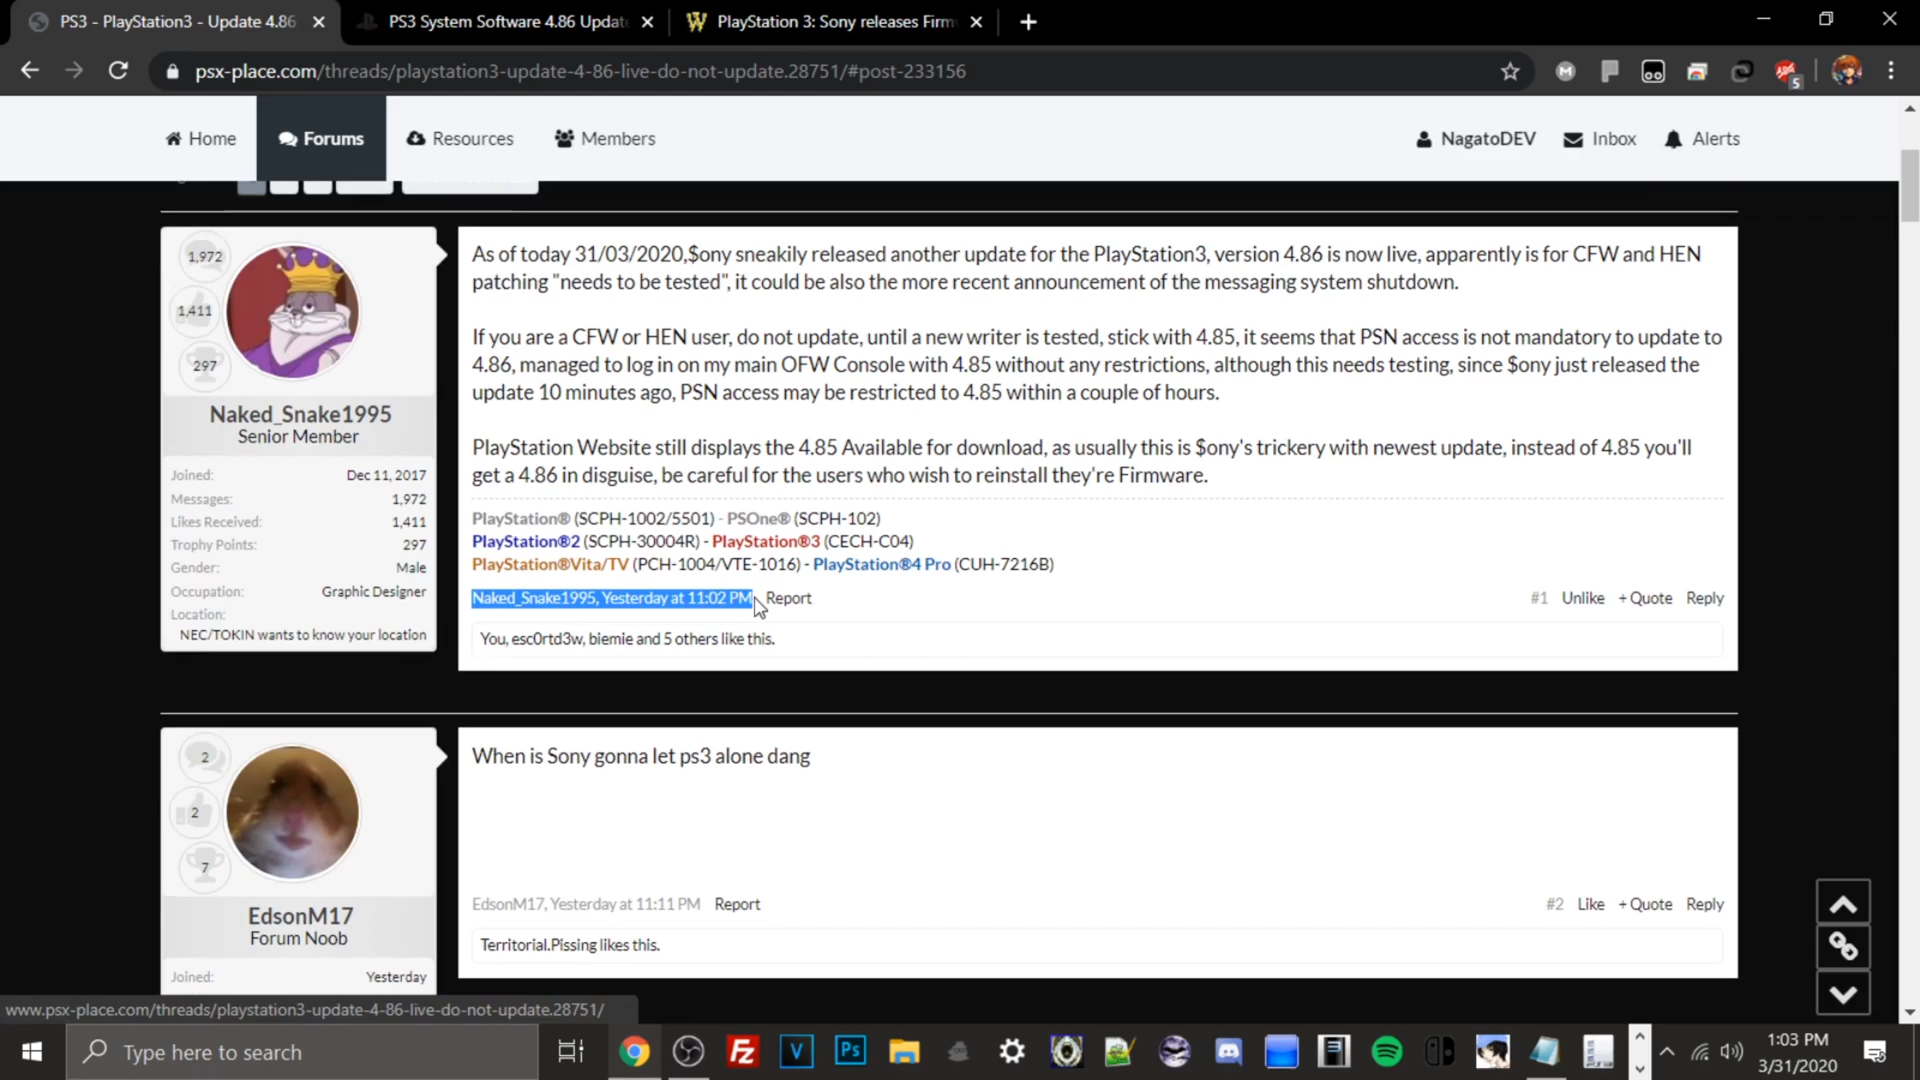 PS3 - PlayStation3 - Update 4.86
PS3 System Software 4.86 Updat
PlayStation 3: Sony releases Firm
psx-place.com/threads/playstation3-update-4-86-live-do-not-update.28751/#post-233156
5
Home
Forums
Resources
Members
NagatoDEV
Inbox
Alerts
1,972
1,411
297
Naked_Snake1995
Senior Member
Joined: Dec 11, 2017
Messages: 1,972
Likes Received: 1,411
Trophy Points: 297
Gender: Male
Occupation: Graphic Designer
Location:
NEC/TOKIN wants to know your location
As of today 31/03/2020,$ony sneakily released another update for the PlayStation3, version 4.86 is now live, apparently is for CFW and HEN
patching "needs to be tested", it could be also the more recent announcement of the messaging system shutdown.
If you are a CFW or HEN user, do not update, until a new writer is tested, stick with 4.85, it seems that PSN access is not mandatory to update to
4.86, managed to log in on my main OFW Console with 4.85 without any restrictions, although this needs testing, since $ony just released the
update 10 minutes ago, PSN access may be restricted to 4.85 within a couple of hours.
PlayStation Website still displays the 4.85 Available for download, as usually this is $ony's trickery with newest update, instead of 4.85 you'll
get a 4.86 in disguise, be careful for the users who wish to reinstall they're Firmware.
PlayStation® (SCPH-1002/5501) - PSOne® (SCPH-102)
PlayStation®2 (SCPH-30004R) - PlayStation®3 (CECH-C04)
PlayStation®Vita/TV (PCH-1004/VTE-1016) - PlayStation®4 Pro (CUH-7216B)
Naked_Snake1995, Yesterday at 11:02 PM Report #1 Unlike + Quote Reply
You, esc0rtd3w, biemie and 5 others like this.
2
2
7
EdsonM17
Forum Noob
Joined: Yesterday
When is Sony gonna let ps3 alone dang
EdsonM17, Yesterday at 11:11 PM Report #2 Like + Quote Reply
Territorial.Pissing likes this.
www.psx-place.com/threads/playstation3-update-4-86-live-do-not-update.28751/
Type here to search
1:03 PM
3/31/2020